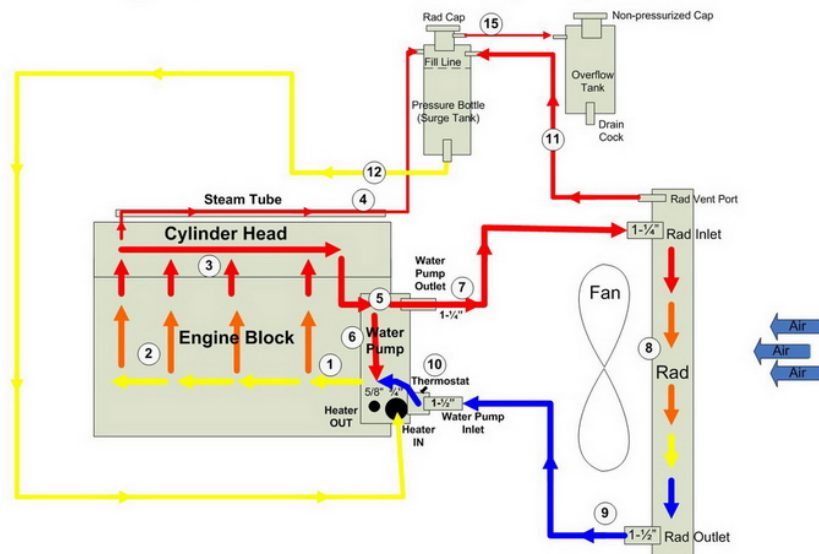 Rad Cap
15
Non-pressurized Cap
Fill Line
Overflow
Tank
Pressure Bottle
(Surge Tank)
Drain
Cock
11
12
Steam Tube
4
Rad Vent Port
Cylinder Head
3
1-¼"
Rad Inlet
Water
Pump
Outlet
7
5
1-¼"
Fan
Engine Block
6
Water
Pump
2
1
10
8
Rad
Air
Air
Air
Thermostat
5/8"
¾"
1-½"
Heater
OUT
Heater
IN
Water Pump
Inlet
9
1-½"
Rad Outlet